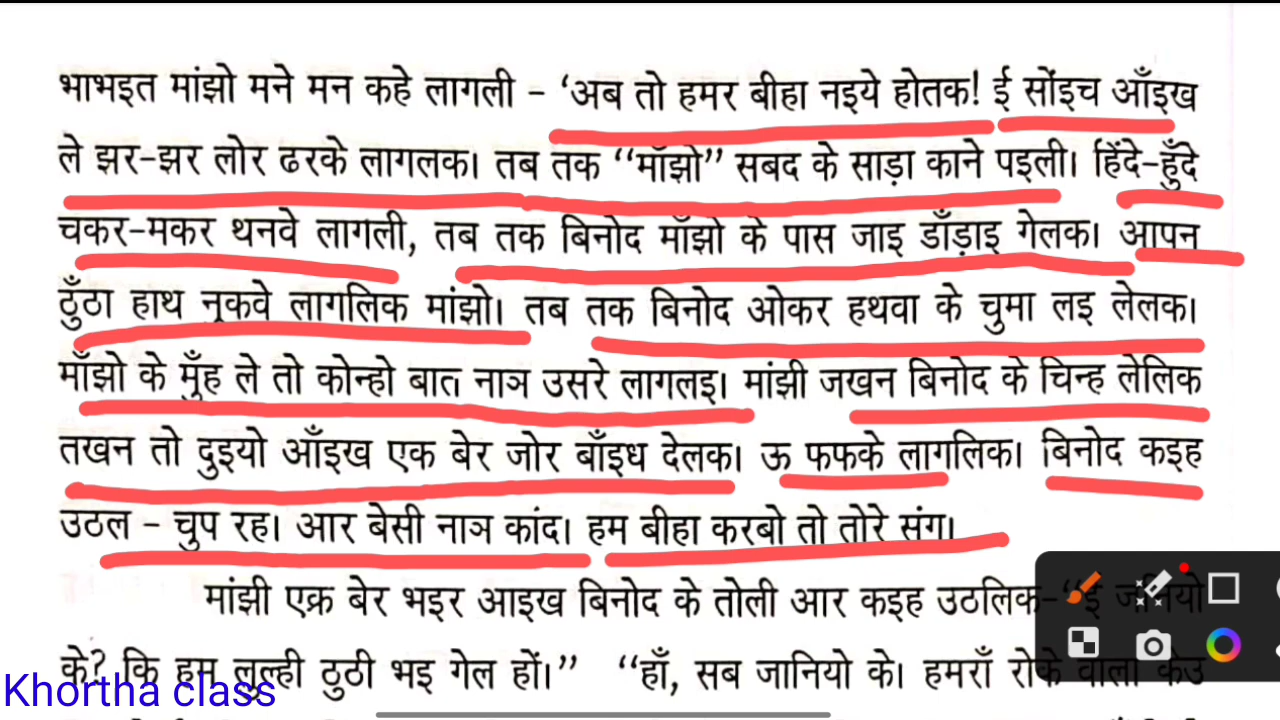 भाभइत मांझो मने मन कहे लागली - ‘अब तो हमर बीहा नइये होतक! ई सोंइच आँइख
ले झर-झर लोर ढरके लागलक। तब तक “मॉझो” सबद के साड़ा काने पइली। हिंदे-हुँदे
चकर-मकर थनवे लागली, तब तक बिनोद मॉझो के पास जाइ डाँड़ाइ गेलक। आपन
ठुँठा हाथ नुकवे लागलिक मांझो। तब तक बिनोद ओकर हथवा के चुमा लइ लेलक।
माँझो के मुँह ले तो कोन्हो बात नाञ उसरे लागलइ। मांझी जखन बिनोद के चिन्ह लेलिक
तखन तो दुइयो आँइख एक बेर जोर बाँइध देलक। ऊ फफके लागलिक। बिनोद कइह
उठल - चुप रह। आर बेसी नाञ कांद। हम बीहा करबो तो तोरे संग।
मांझी एक्र बेर भइर आइख बिनोद के तोली आर कइह उठलिक-“ई जनियो
के? कि हम लुल्ही ठुठी भइ गेल हों।” “हाँ, सब जानियो के। हमराँ रोके वाला केउ
Khortha class